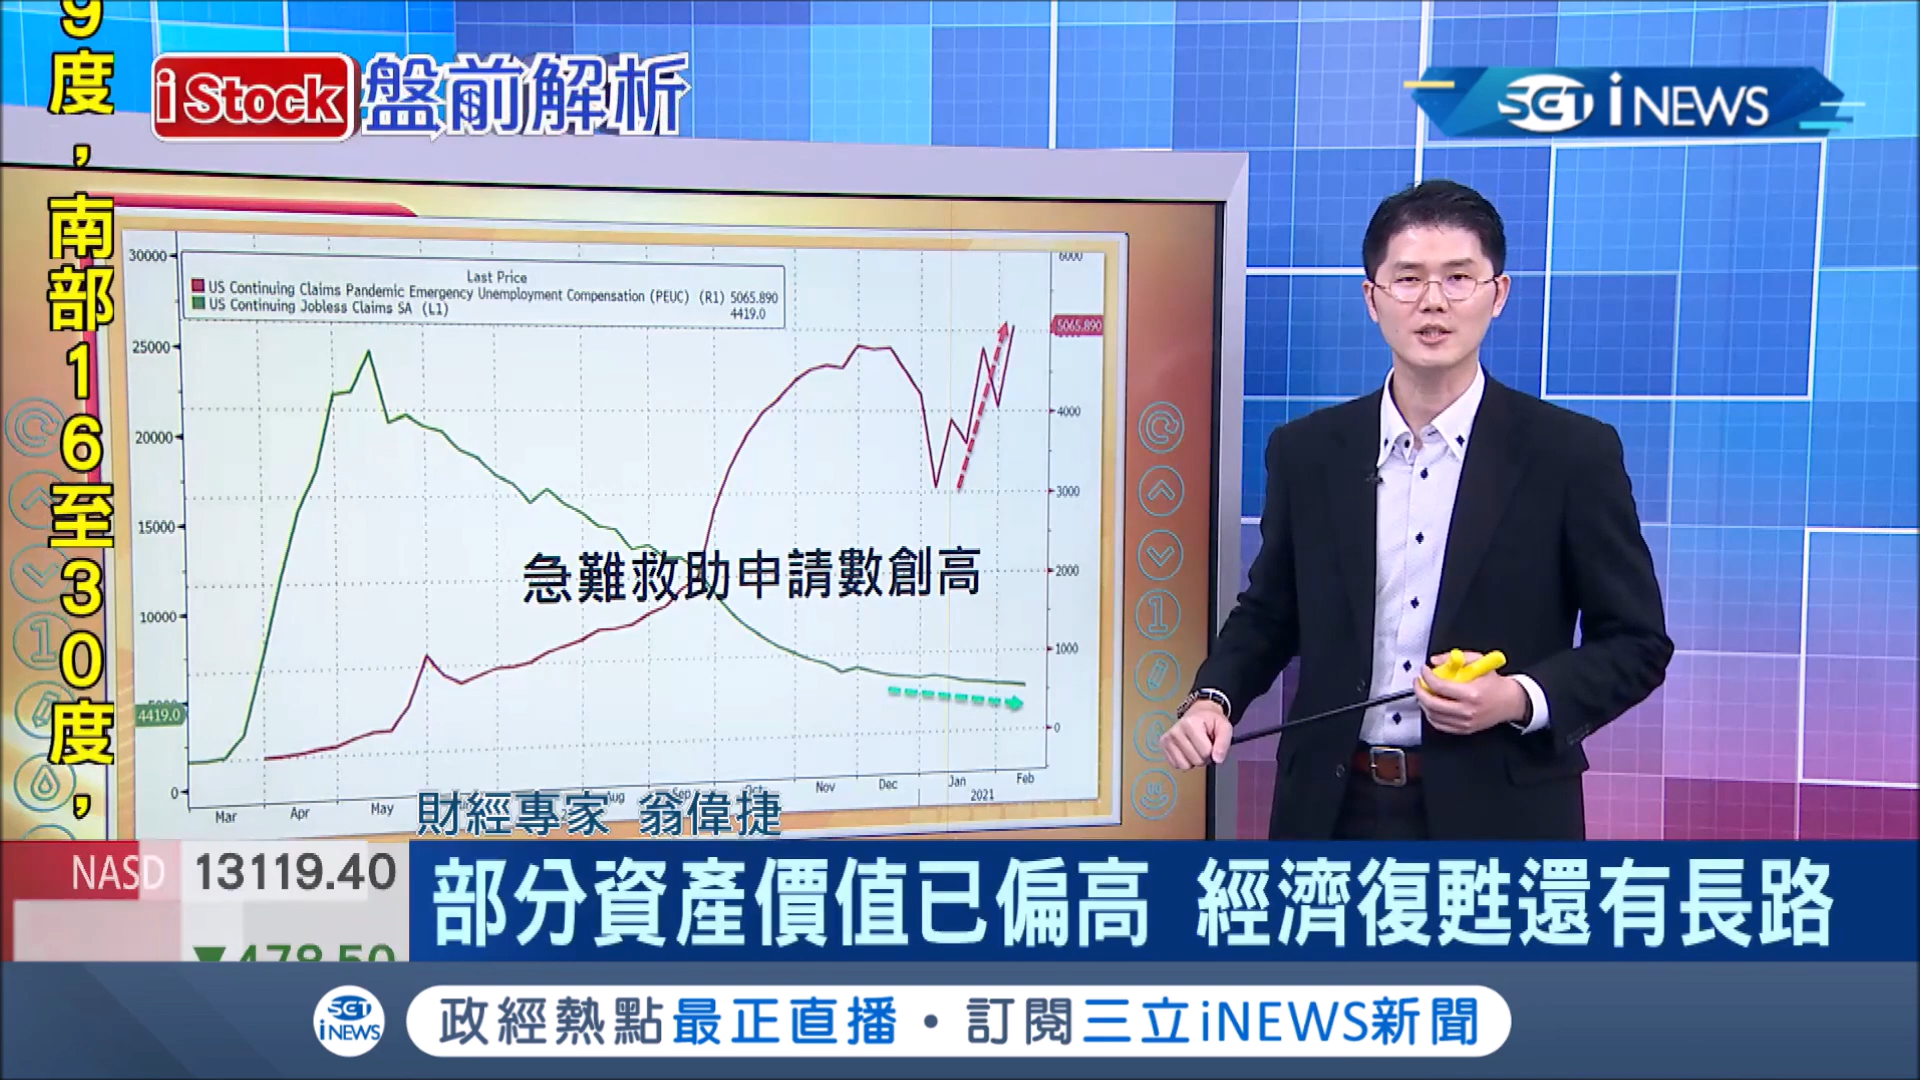 9度，南部16至30度，
iStock 盤前解析
SET iNEWS
30000
25000
20000
15000
10000
4419.0
0
Last Price
US Continuing Claims Pandemic Emergency Unemployment Compensation (PEUC) (R1) 5065.890
US Continuing Jobless Claims SA (L1) 4419.0
6000
5065.890
4000
3000
2000
1000
0
急難救助申請數創高
Mar
Apr
May
Aug
Sep
Oct
Nov
Dec
Jan
Feb
2021
財經專家 翁偉捷
NASD 13119.40
▼478.50
部分資產價值已偏高 經濟復甦還有長路
SET iNEWS
政經熱點最正直播・訂閱三立iNEWS新聞